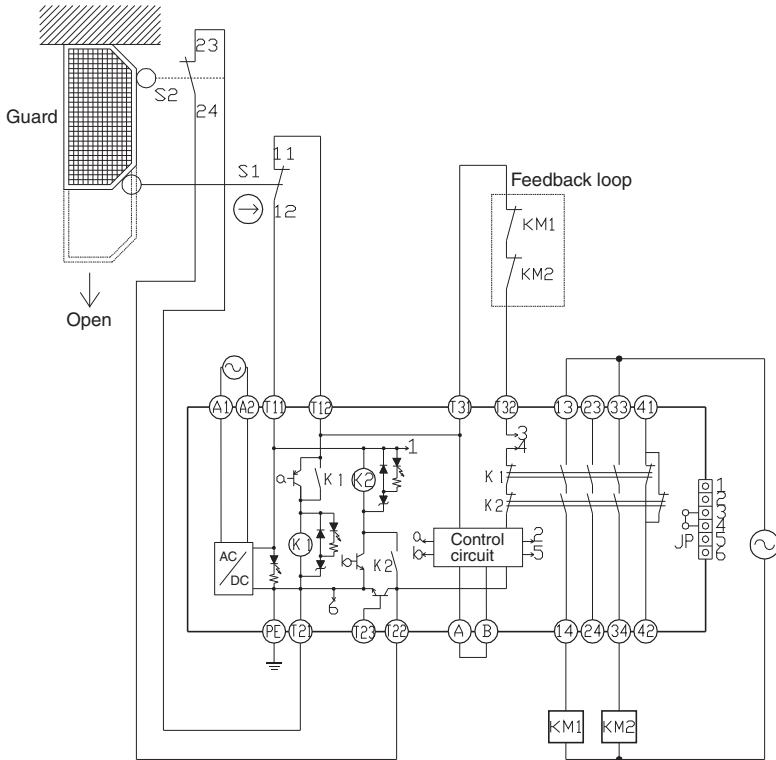 23
S2
24
Guard
11
S1
12
Feedback loop
KM1
KM2
Open
A1 A2 T11 T12 T31 T32 13 23 33 41
1
3
4
a
K1
K2
K1
K2
1
2
3
4
5
6
JP
K1
b
K2
AC/DC
a
b
Control circuit
2
5
6
PE T21 T23 T22 A B 14 24 34 42
KM1 KM2